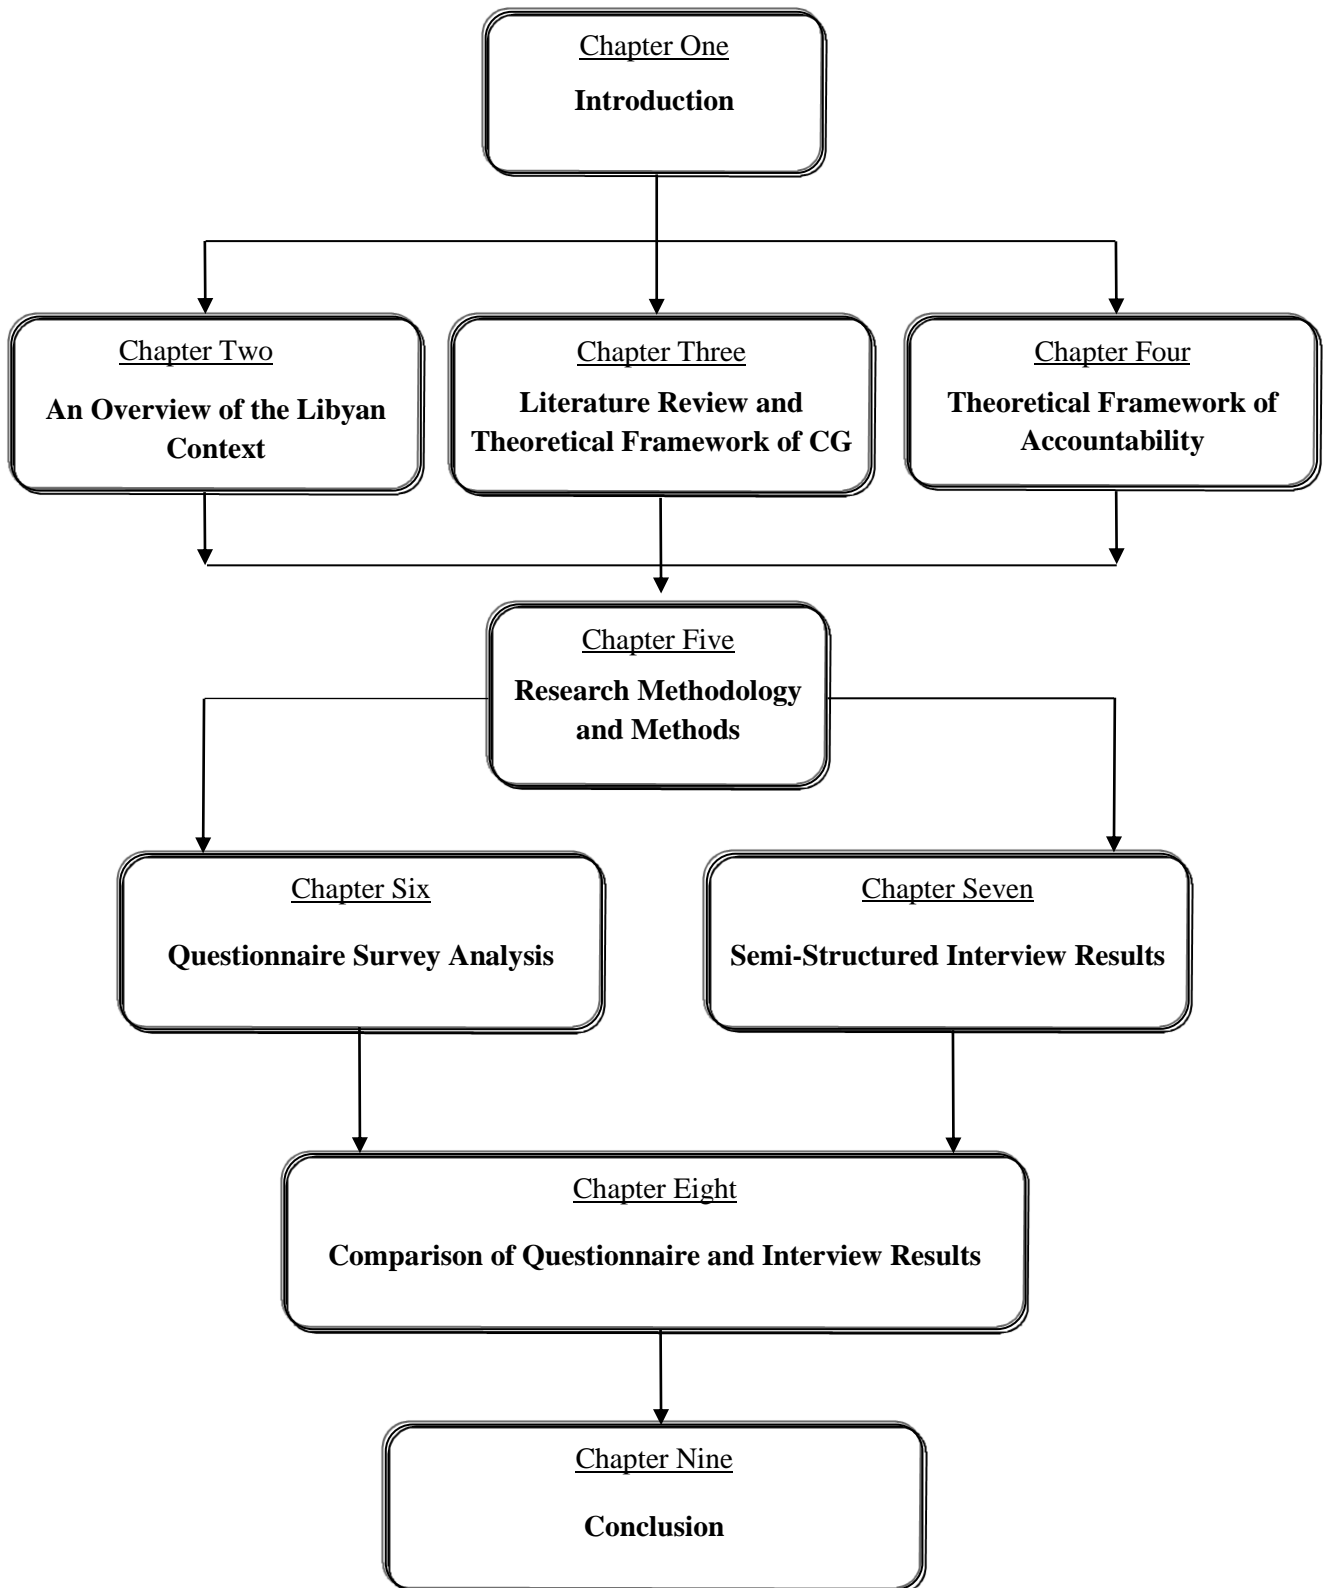 Chapter One
Introduction
Chapter Two
An Overview of the Libyan
Context
Chapter Three
Literature Review and
Theoretical Framework of CG
Chapter Four
Theoretical Framework of
Accountability
Chapter Five
Research Methodology
and Methods
Chapter Six
Questionnaire Survey Analysis
Chapter Seven
Semi-Structured Interview Results
Chapter Eight
Comparison of Questionnaire and Interview Results
Chapter Nine
Conclusion